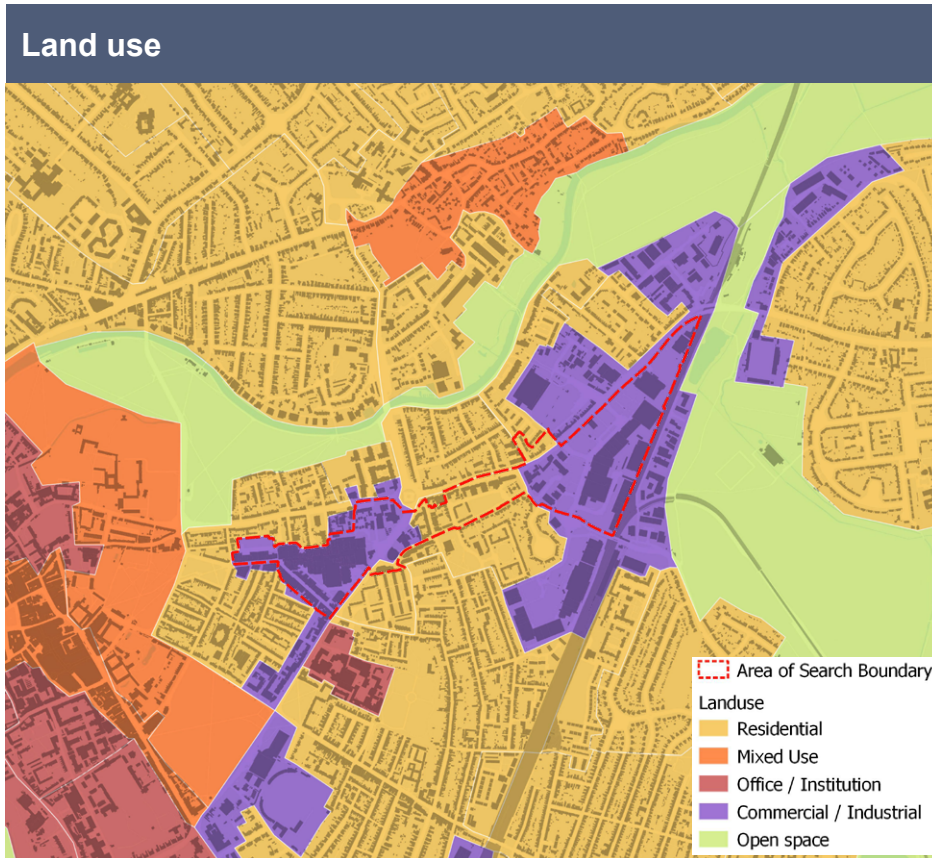 Land use
Area of Search Boundary
Landuse
Residential
Mixed Use
Office / Institution
Commercial / Industrial
Open space